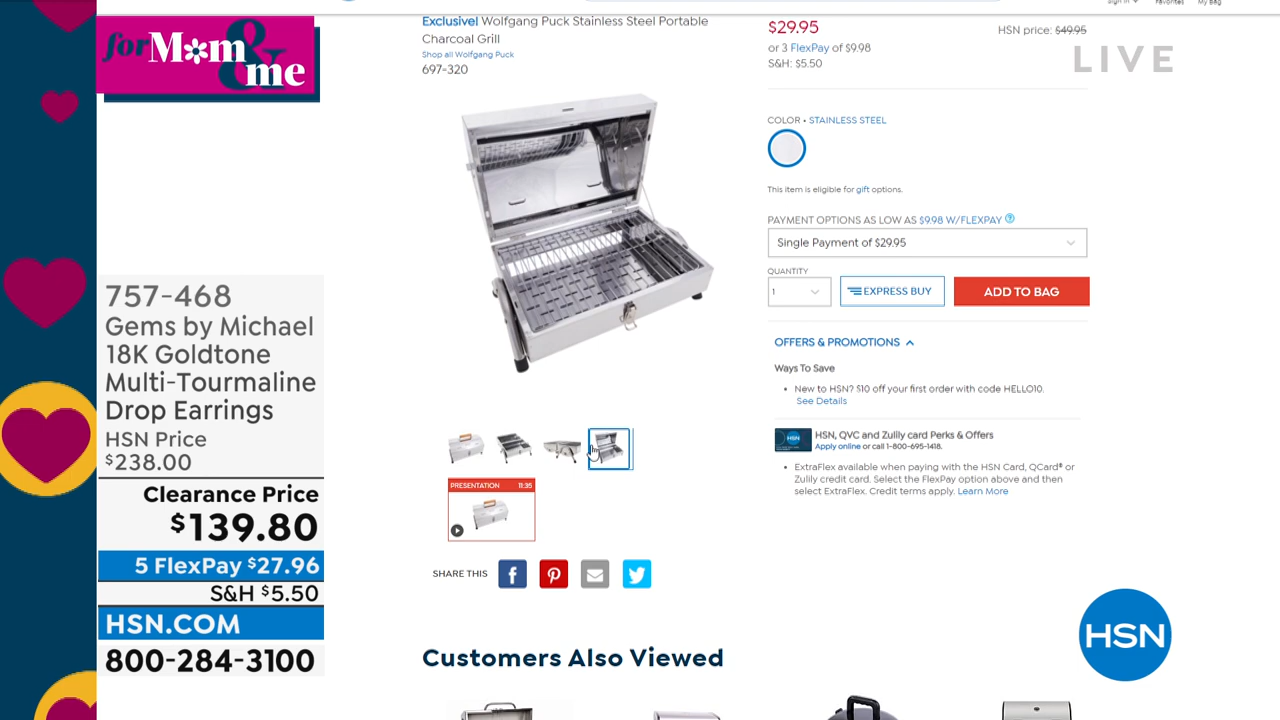 for Mom
& me
757-468
Gems by Michael
18K Goldtone
Multi-Tourmaline
Drop Earrings
HSN Price
$238.00
Clearance Price
$139.80
5 FlexPay $27.96
S&H $5.50
HSN.COM
800-284-3100
Sign in
Favorites
My Bag
Exclusive! Wolfgang Puck Stainless Steel Portable
Charcoal Grill
Shop all Wolfgang Puck
697-320
PRESENTATION 11:35
SHARE THIS
Customers Also Viewed
$29.95
HSN price: $49.95
or 3 FlexPay of $9.98
S&H: $5.50
LIVE
COLOR • STAINLESS STEEL
This item is eligible for gift options.
PAYMENT OPTIONS AS LOW AS $9.98 W/FLEXPAY ?
Single Payment of $29.95
QUANTITY
1
EXPRESS BUY
ADD TO BAG
OFFERS & PROMOTIONS
Ways To Save
• New to HSN? $10 off your first order with code HELLO10.
See Details
HSN
HSN, QVC and Zulily card Perks & Offers
Apply online or call 1-800-695-1418.
• ExtraFlex available when paying with the HSN Card, QCard® or
Zulily credit card. Select the FlexPay option above and then
select ExtraFlex. Credit terms apply. Learn More
HSN